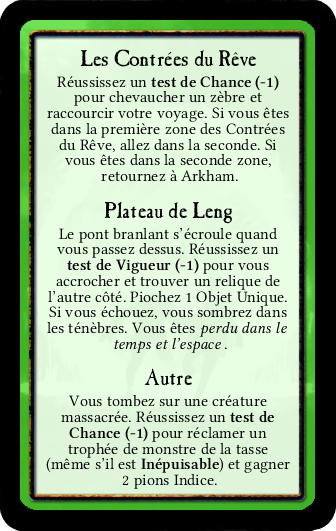 Les Contrées du Rêve
Réussissez un test de Chance (-1)
pour chevaucher un zèbre et
raccourcir votre voyage. Si vous êtes
dans la première zone des Contrées
du Rêve, allez dans la seconde. Si
vous êtes dans la seconde zone,
retournez à Arkham.
Plateau de Leng
Le pont branlant s'écroule quand
vous passez dessus. Réussissez un
test de Vigueur (-1) pour vous
accrocher et trouver un relique de
l'autre côté. Piochez 1 Objet Unique.
Si vous échouez, vous sombrez dans
les ténèbres. Vous êtes perdu dans le
temps et l'espace .
Autre
Vous tombez sur une créature
massacrée. Réussissez un test de
Chance (-1) pour réclamer un
trophée de monstre de la tasse
(même s'il est Inépuisable) et gagner
2 pions Indice.